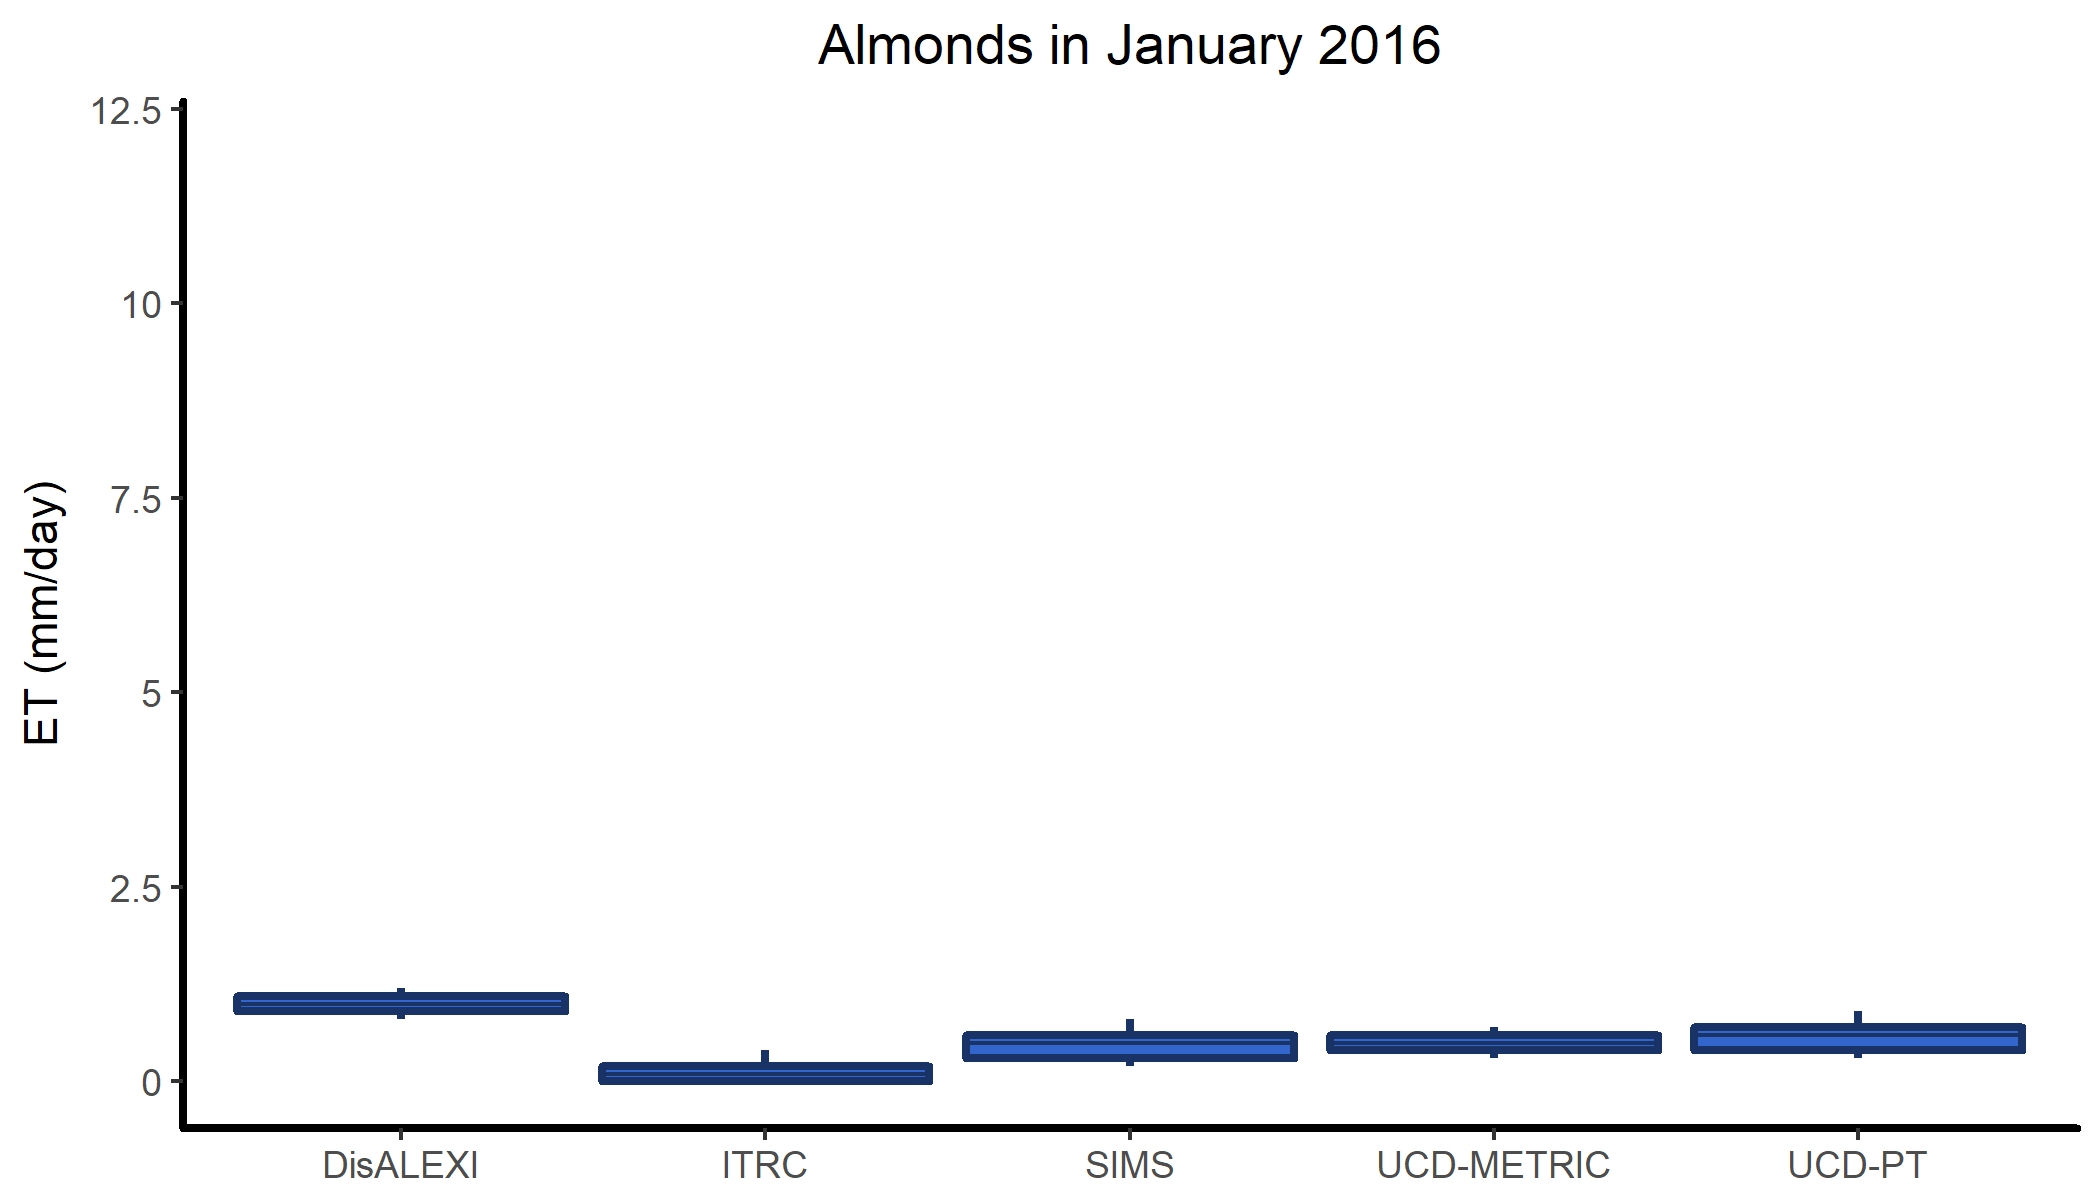 Almonds in January 2016
12.5
10
7.5
5
2.5
0
ET (mm/day)
DisALEXI ITRC SIMS UCD-METRIC UCD-PT